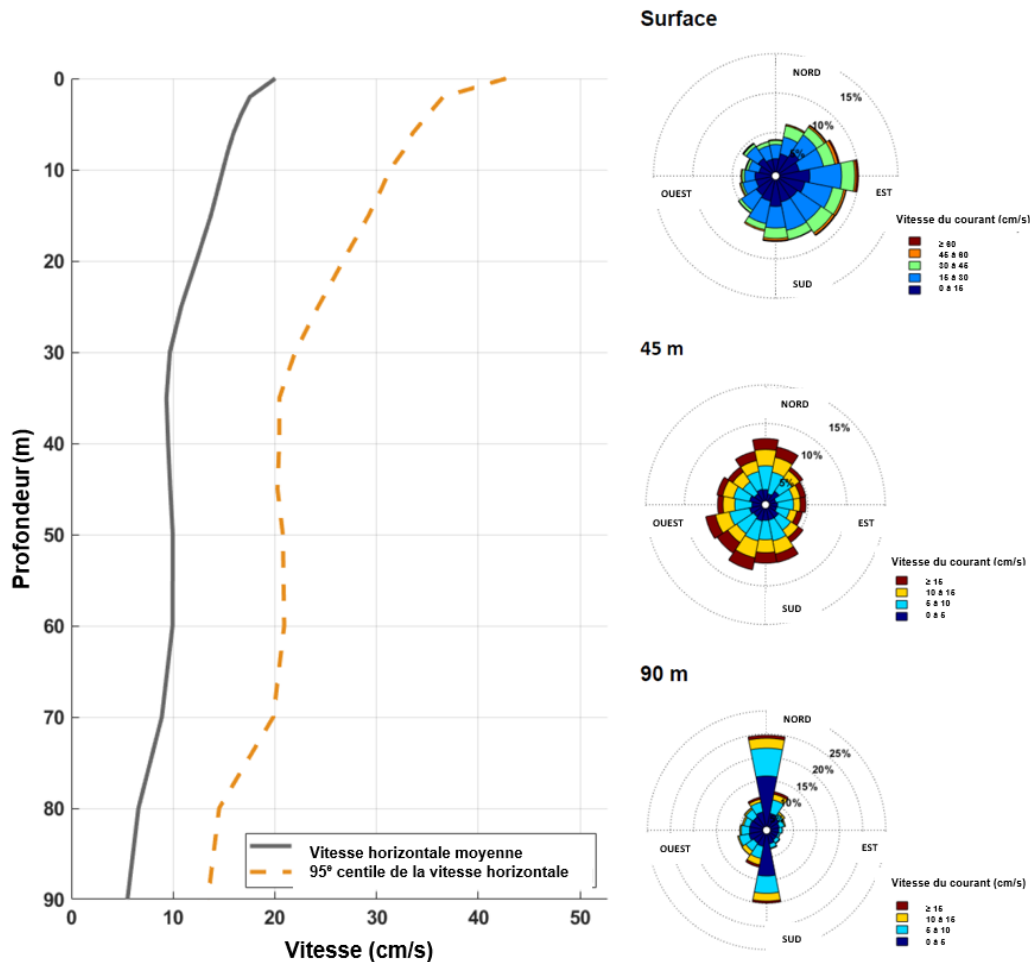 Surface
0
10
20
30
40
50
60
70
80
90
Profondeur (m)
0
10
20
30
40
50
Vitesse (cm/s)
Vitesse horizontale moyenne
95e centile de la vitesse horizontale
NORD
15%
10%
5%
OUEST
EST
SUD
Vitesse du courant (cm/s)
≥ 60
45 à 60
30 à 45
15 à 30
0 à 15
45 m
NORD
15%
10%
5%
OUEST
EST
SUD
Vitesse du courant (cm/s)
≥ 15
10 à 15
5 à 10
0 à 5
90 m
NORD
25%
20%
15%
10%
OUEST
EST
SUD
Vitesse du courant (cm/s)
≥ 15
10 à 15
5 à 10
0 à 5